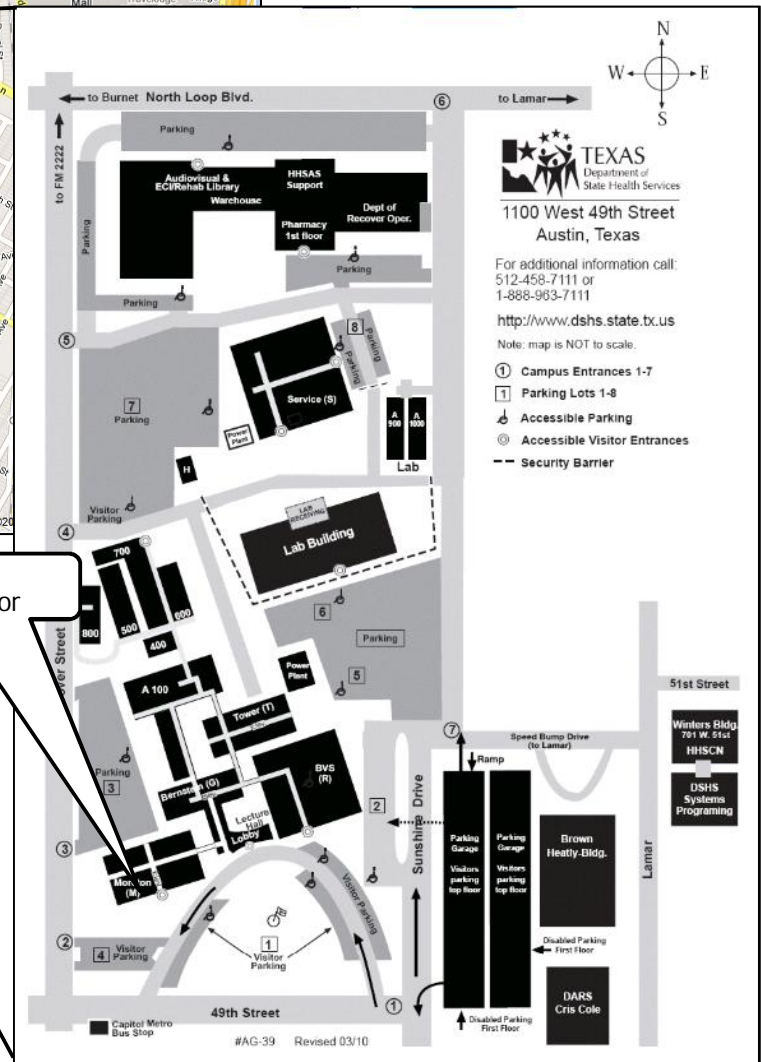 Mall
N
W
E
S
to Burnet North Loop Blvd.
6
to Lamar
to FM 2222
Parking
Audiovisual &
ECI/Rehab Library
Warehouse
HHSAS
Support
Dept of
Recover Oper.
Pharmacy
1st floor
Parking
Parking
Parking
TEXAS
Department of
State Health Services
1100 West 49th Street
Austin, Texas
For additional information call:
512-458-7111 or
1-888-963-7111
http://www.dshs.state.tx.us
Note: map is NOT to scale.
1 Campus Entrances 1-7
1 Parking Lots 1-8
Accessible Parking
Accessible Visitor Entrances
Security Barrier
5
8
Parking
Parking
7
Parking
Service (S)
Power
Plant
A
900
A
1000
Lab
H
Visitor
Parking
4
LAB
RECEIVING
Lab Building
700
800
500
600
400
6
Parking
5
or
over Street
A 100
Power
Plant
Tower (T)
51st Street
Winters Bldg.
701 W. 51st
HHSCN
DSHS
Systems
Programing
7
Speed Bump Drive
(to Lamar)
Ramp
Parking
3
Bernstein (G)
BVS
(R)
2
Lecture
Hall
Lobby
Sunshine Drive
Parking
Garage
Visitors
parking
top floor
Parking
Garage
Visitors
parking
top floor
Brown
Heatly-Bldg.
Lamar
3
(M)
Visitor Parking
2
4
Visitor
Parking
1
Visitor
Parking
Disabled Parking
First Floor
DARS
Cris Cole
49th Street
1
Disabled Parking
First Floor
Capitol Metro
Bus Stop
#AG-39 Revised 03/10